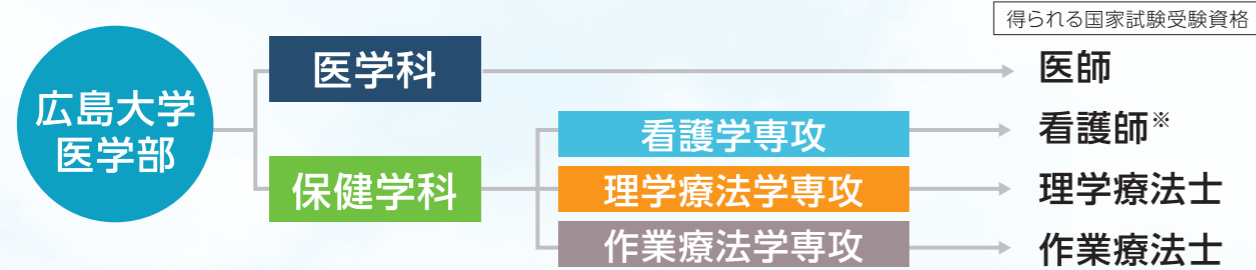 得られる国家試験受験資格
広島大学
医学部
医学科
医師
保健学科
看護学専攻
看護師※
理学療法学専攻
理学療法士
作業療法学専攻
作業療法士